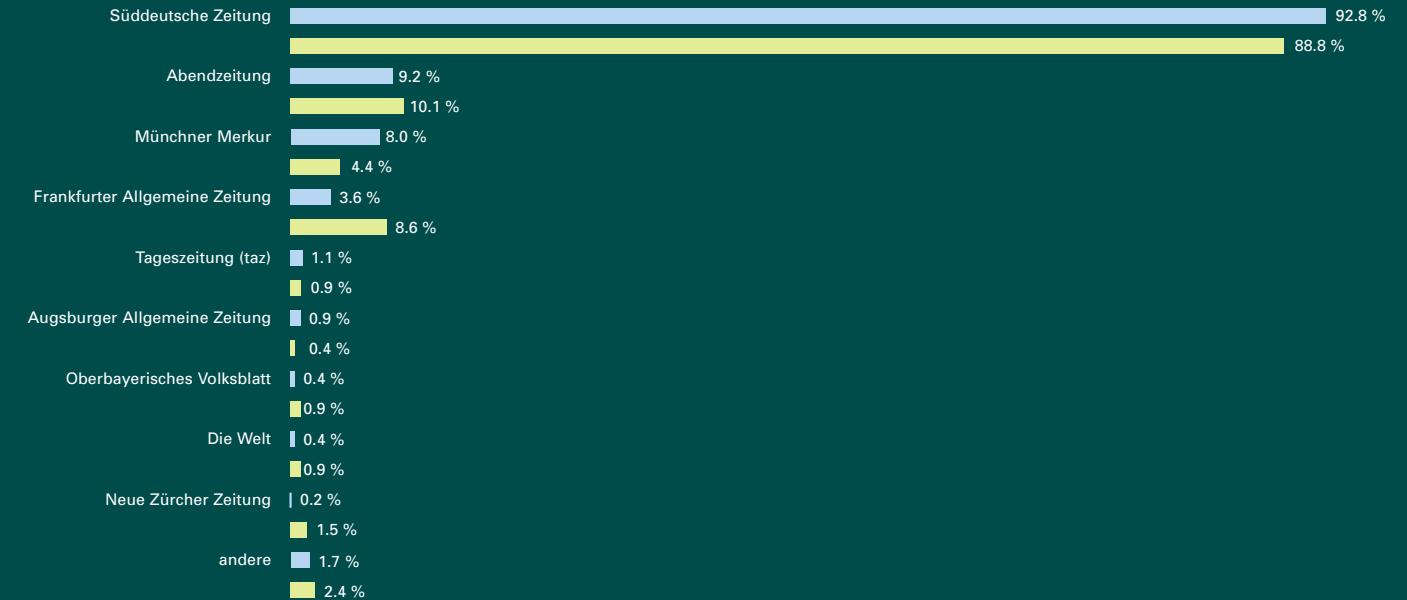 Süddeutsche Zeitung 92.8 %
88.8 %
Abendzeitung 9.2 %
10.1 %
Münchner Merkur 8.0 %
4.4 %
Frankfurter Allgemeine Zeitung 3.6 %
8.6 %
Tageszeitung (taz) 1.1 %
0.9 %
Augsburger Allgemeine Zeitung 0.9 %
0.4 %
Oberbayerisches Volksblatt 0.4 %
0.9 %
Die Welt 0.4 %
0.9 %
Neue Zürcher Zeitung 0.2 %
1.5 %
andere 1.7 %
2.4 %